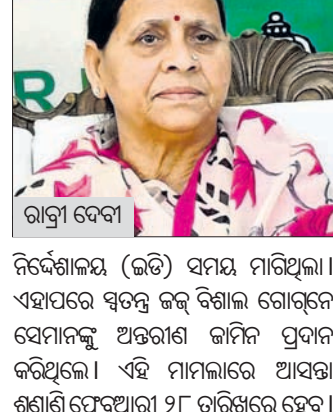 ରାବ୍ରୀ ଦେବୀ
ନିର୍ଦ୍ଦେଶାଳୟ (ଇଡି) ସମୟ ମାଗିଥିଲା।
ଏହାପରେ ସ୍ୱତନ୍ତ୍ର ଜଜ୍ ବିଶାଲ ଗୋଗ୍‌ନେ
ସେମାନଙ୍କୁ ଅନ୍ତରୀଣ ଜାମିନ ପ୍ରଦାନ
କରିଥିଲେ। ଏହି ମାମଲାରେ ଆସନ୍ତା
ଶୁଣାଣି ଫେବୃଆରୀ ୨୮ ତାରିଖରେ ହେବ।